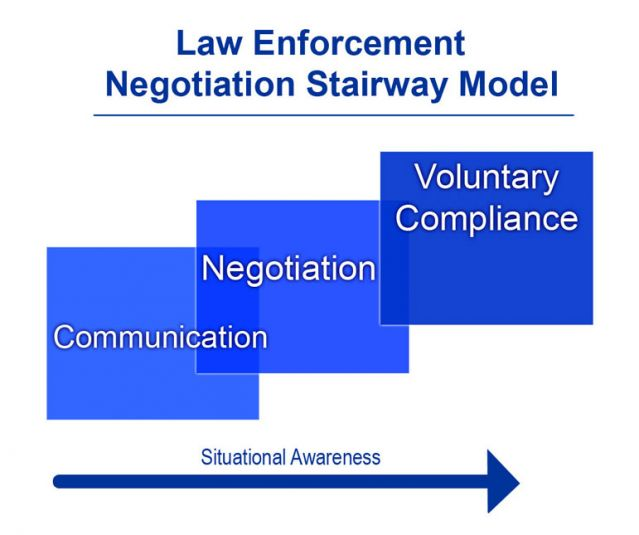 Law Enforcement
Negotiation Stairway Model
Voluntary
Compliance
Negotiation
Communication
Situational Awareness